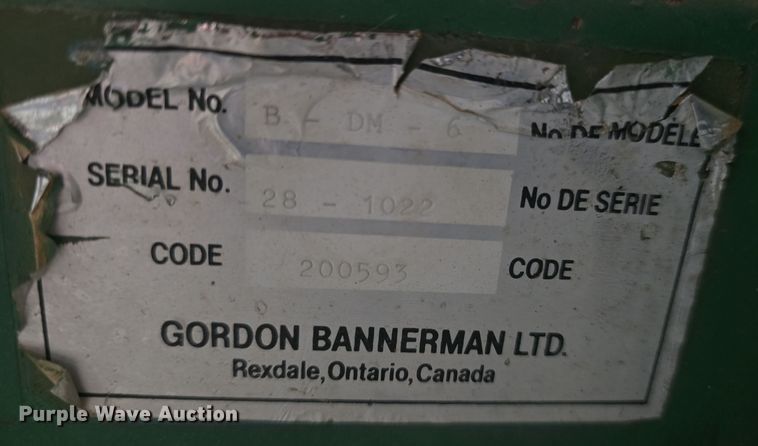 MODEL No. B - DM - 6 No DE MODÈLE
SERIAL No. 28 - 1022 No DE SÉRIE
CODE 200593 CODE
GORDON BANNERMAN LTD.
Rexdale, Ontario, Canada
Purple Wave Auction